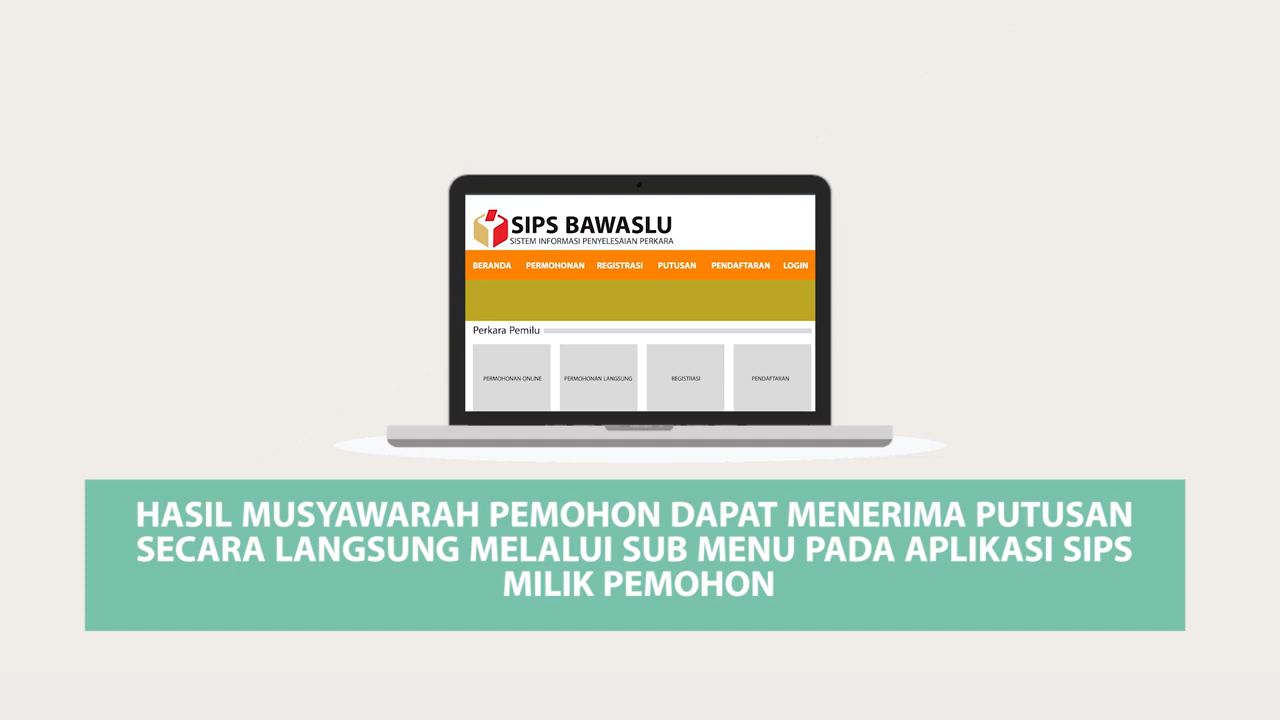 SIPS BAWASLU
SISTEM INFORMASI PENYELESAIAN PERKARA
BERANDA PERMOHONAN REGISTRASI PUTUSAN PENDAFTARAN LOGIN
Perkara Pemilu
PERMOHONAN ONLINE PERMOHONAN LANGSUNG REGISTRASI PENDAFTARAN
HASIL MUSYAWARAH PEMOHON DAPAT MENERIMA PUTUSAN
SECARA LANGSUNG MELALUI SUB MENU PADA APLIKASI SIPS
MILIK PEMOHON